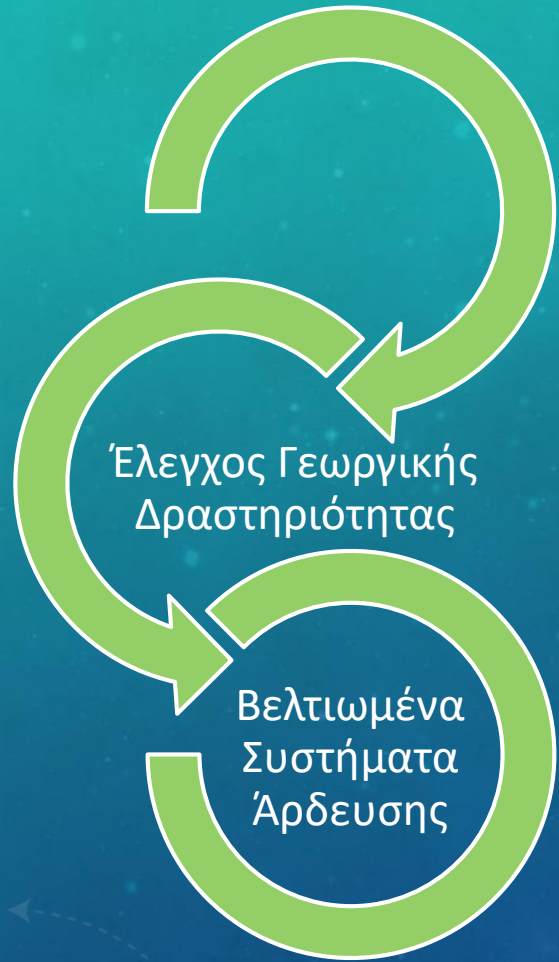 Έλεγχος Γεωργικής
Δραστηριότητας
Βελτιωμένα
Συστήματα
Άρδευσης